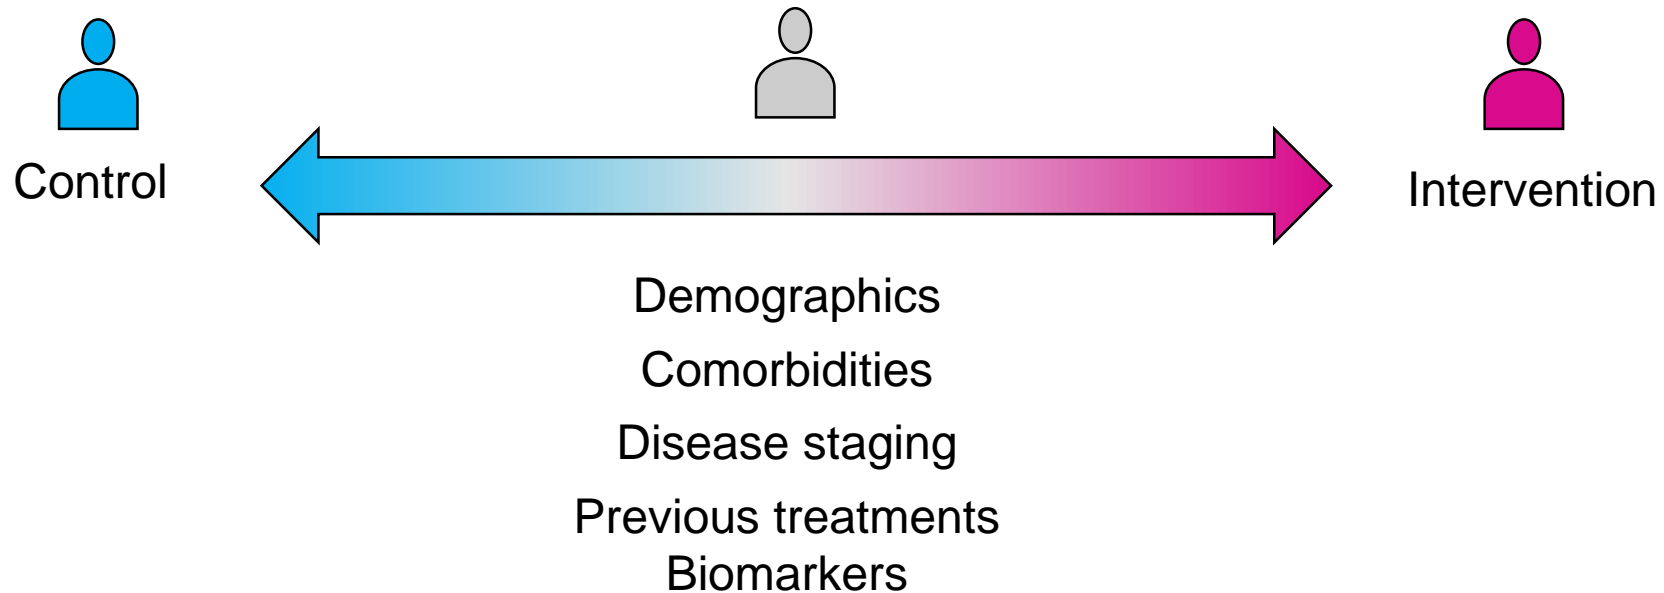 Control
Intervention
Demographics
Comorbidities
Disease staging
Previous treatments
Biomarkers